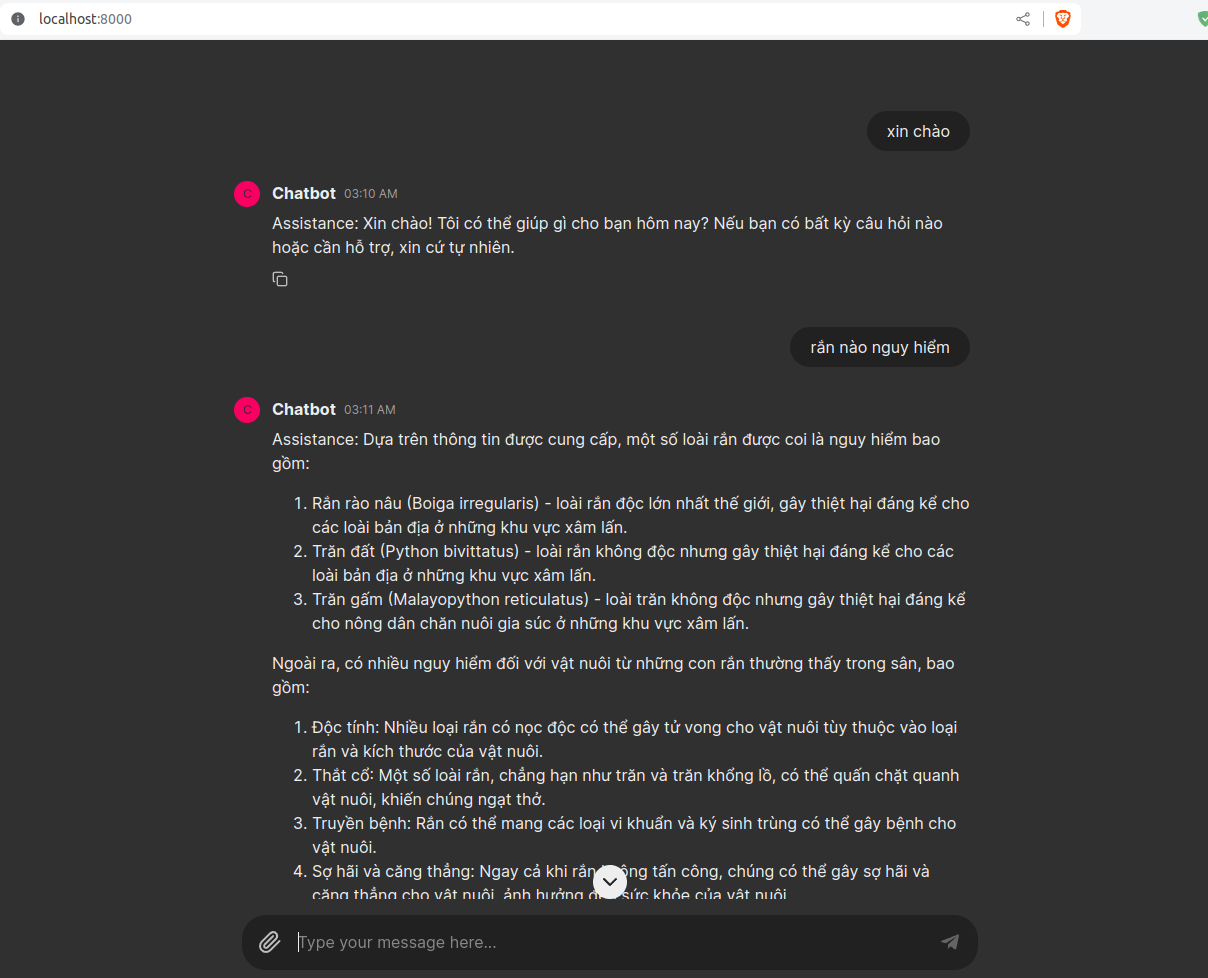 localhost:8000
xin chào
C Chatbot 03:10 AM
Assistance: Xin chào! Tôi có thể giúp gì cho bạn hôm nay? Nếu bạn có bất kỳ câu hỏi nào
hoặc cần hỗ trợ, xin cứ tự nhiên.
rắn nào nguy hiểm
C Chatbot 03:11 AM
Assistance: Dựa trên thông tin được cung cấp, một số loài rắn được coi là nguy hiểm bao
gồm:
1. Rắn rào nâu (Boiga irregularis) - loài rắn độc lớn nhất thế giới, gây thiệt hại đáng kể cho
các loài bản địa ở những khu vực xâm lấn.
2. Trăn đất (Python bivittatus) - loài rắn không độc nhưng gây thiệt hại đáng kể cho các
loài bản địa ở những khu vực xâm lấn.
3. Trăn gấm (Malayopython reticulatus) - loài trăn không độc nhưng gây thiệt hại đáng kể
cho nông dân chăn nuôi gia súc ở những khu vực xâm lấn.
Ngoài ra, có nhiều nguy hiểm đối với vật nuôi từ những con rắn thường thấy trong sân, bao
gồm:
1. Độc tính: Nhiều loại rắn có nọc độc có thể gây tử vong cho vật nuôi tùy thuộc vào loại
rắn và kích thước của vật nuôi.
2. Thắt cổ: Một số loài rắn, chẳng hạn như trăn và trăn khổng lồ, có thể quấn chặt quanh
vật nuôi, khiến chúng ngạt thở.
3. Truyền bệnh: Rắn có thể mang các loại vi khuẩn và ký sinh trùng có thể gây bệnh cho
vật nuôi.
4. Sợ hãi và căng thẳng: Ngay cả khi rắn tấn công, chúng có thể gây sợ hãi và
căng thẳng cho vật nuôi, ảnh hưởng sức khỏe của vật nuôi.
Type your message here...